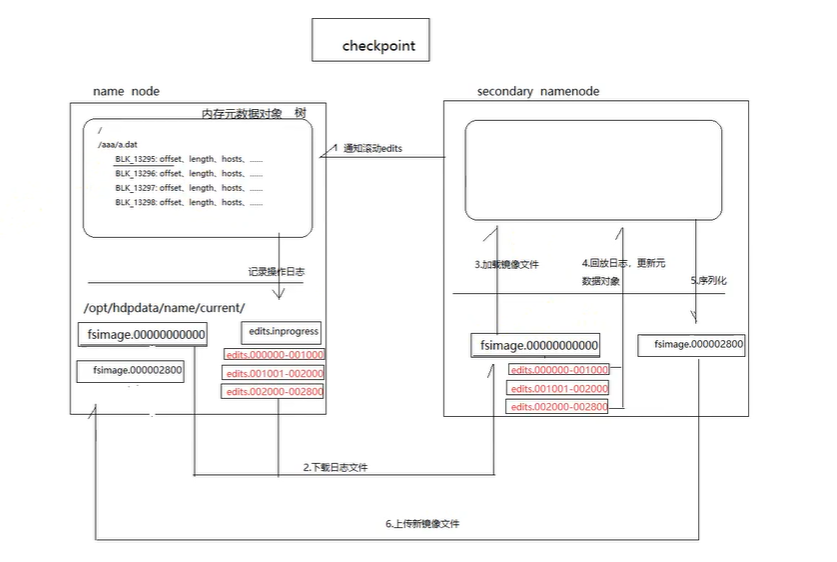 checkpoint
name node
secondary namenode
内存元数据对象 树
/
/aaa/a.dat
BLK_13295: offset、length、hosts、......
BLK_13296: offset、length、hosts、......
BLK_13297: offset、length、hosts、......
BLK_13298: offset、length、hosts、......
1 通知滚动edits
记录操作日志
3.加载镜像文件
4.回放日志，更新元
数据对象
5.序列化
/opt/hdpdata/name/current/
fsimage.00000000000
edits.inprogress
edits.000000-001000
fsimage.000002800
edits.001001-002000
edits.002000-002800
fsimage.00000000000
fsimage.000002800
edits.000000-001000
edits.001001-002000
edits.002000-002800
2.下载日志文件
6.上传新镜像文件